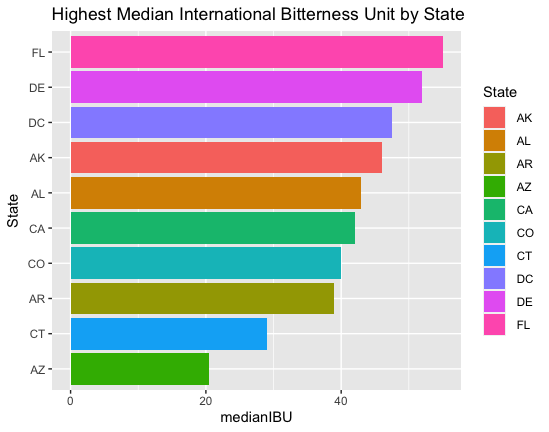 Highest Median International Bitterness Unit by State
State
FL
DE
DC
AK
AL
CA
CO
AR
CT
AZ
0 20 40
medianIBU
State
AK
AL
AR
AZ
CA
CO
CT
DC
DE
FL